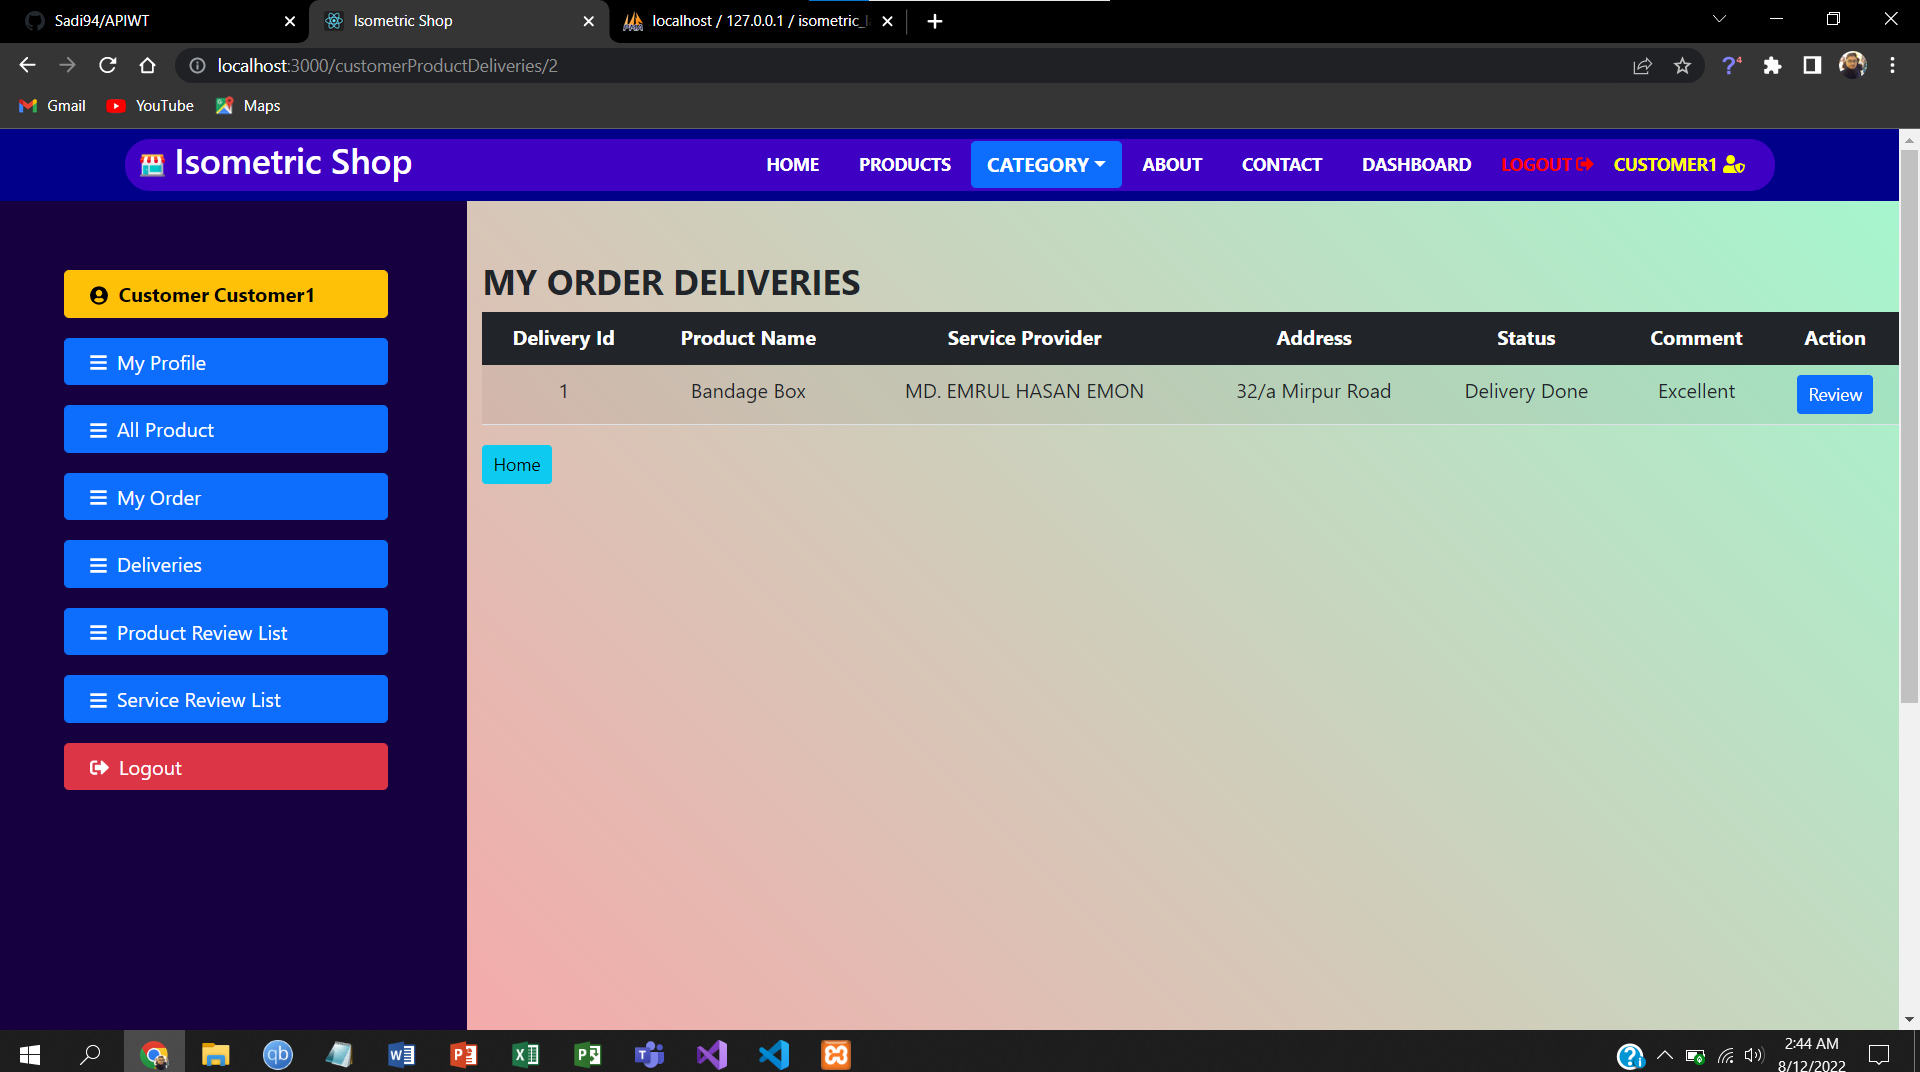 Sadi94/APIWT
Isometric Shop
localhost / 127.0.0.1 / isometric_l
localhost:3000/customerProductDeliveries/2
?4
Gmail YouTube Maps
Isometric Shop HOME PRODUCTS CATEGORY ABOUT CONTACT DASHBOARD LOGOUT CUSTOMER1
Customer Customer1
My Profile
All Product
My Order
Deliveries
Product Review List
Service Review List
Logout
MY ORDER DELIVERIES
Delivery Id Product Name Service Provider Address Status Comment Action
1 Bandage Box MD. EMRUL HASAN EMON 32/a Mirpur Road Delivery Done Excellent Review
Home
qb
2:44 AM
8/12/2022